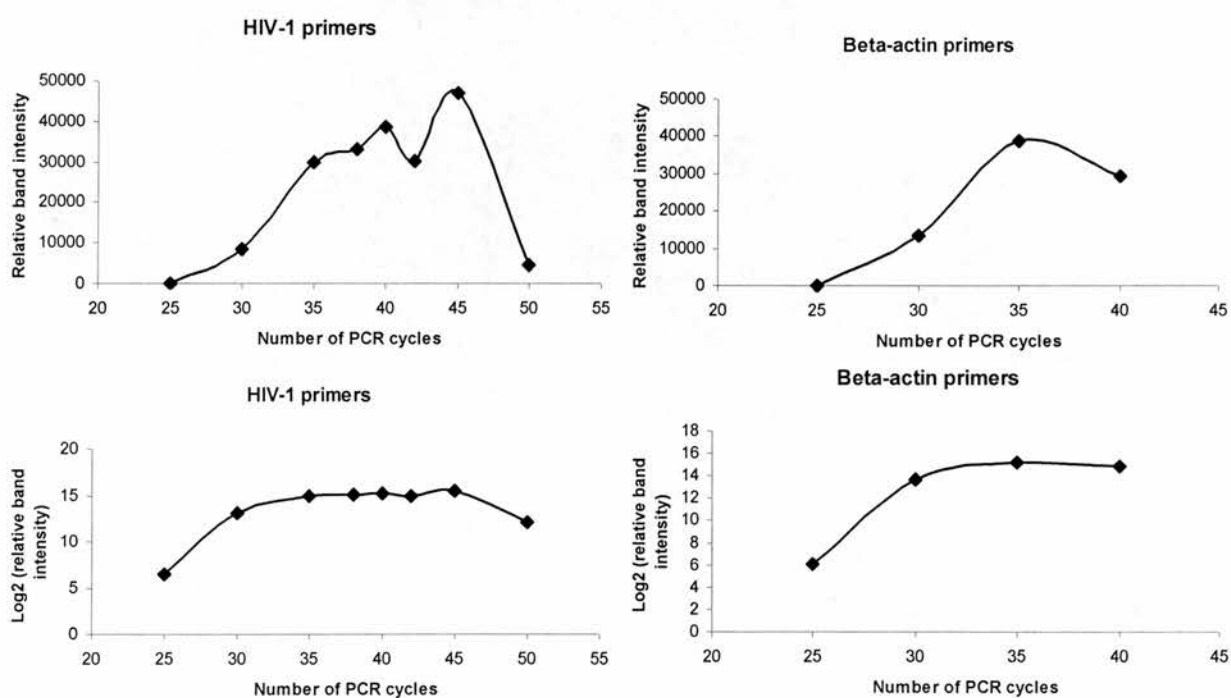 HIV-1 primers
Relative band intensity
50000
40000
30000
20000
10000
0
20 25 30 35 40 45 50 55
Number of PCR cycles
Beta-actin primers
Relative band intensity
50000
40000
30000
20000
10000
0
20 25 30 35 40 45
Number of PCR cycles
HIV-1 primers
Log2 (relative band
intensity)
20
15
10
5
0
20 25 30 35 40 45 50 55
Number of PCR cycles
Beta-actin primers
Log2 (relative band
intensity)
18
16
14
12
10
8
6
4
2
0
20 25 30 35 40 45
Number of PCR cycles